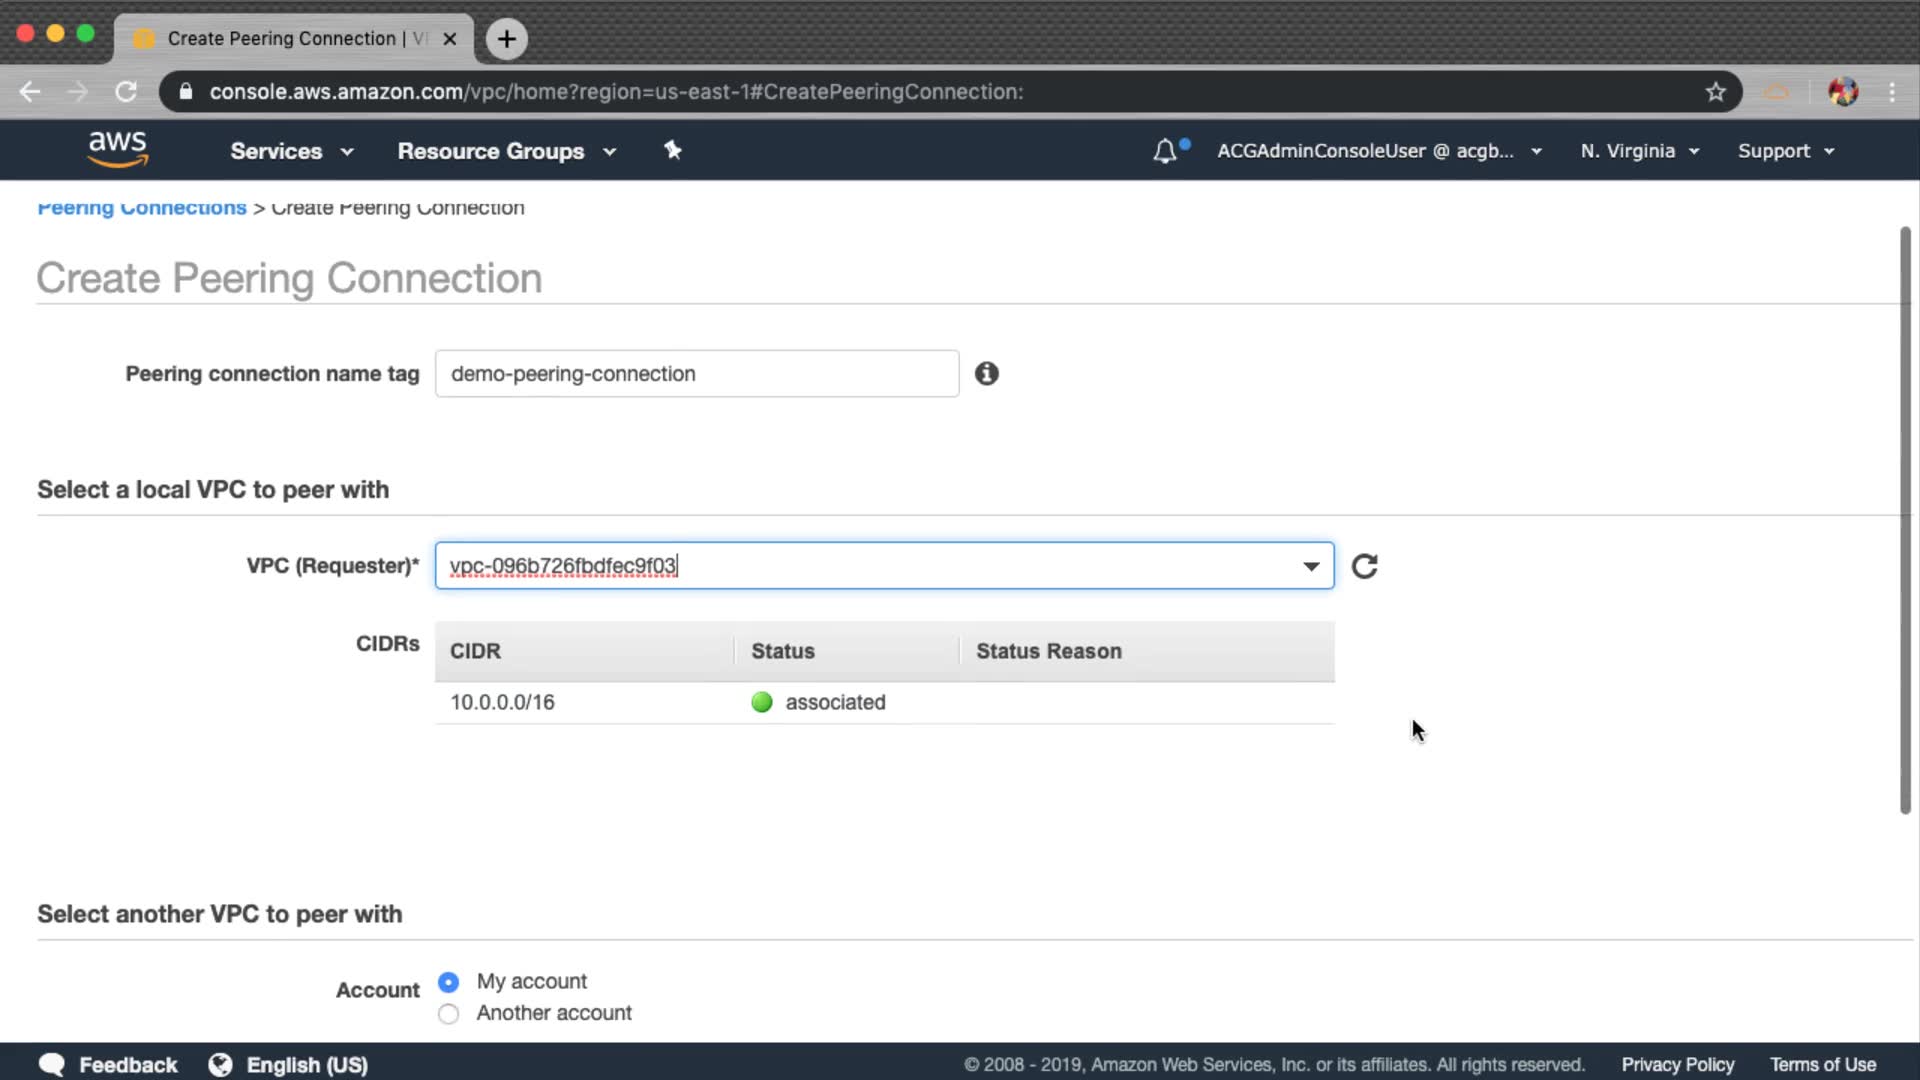 Create Peering Connection | VP
console.aws.amazon.com/vpc/home?region=us-east-1#CreatePeeringConnection:
aws
Services
Resource Groups
ACGAdminConsoleUser @ acgb...
N. Virginia
Support
Peering Connections > Create Peering Connection
Create Peering Connection
Peering connection name tag
demo-peering-connection
Select a local VPC to peer with
VPC (Requester)*
vpc-096b726fbdfec9f03
CIDRs
CIDR Status Status Reason
10.0.0.0/16 associated
Select another VPC to peer with
Account
My account
Another account
Feedback
English (US)
© 2008 - 2019, Amazon Web Services, Inc. or its affiliates. All rights reserved.
Privacy Policy
Terms of Use